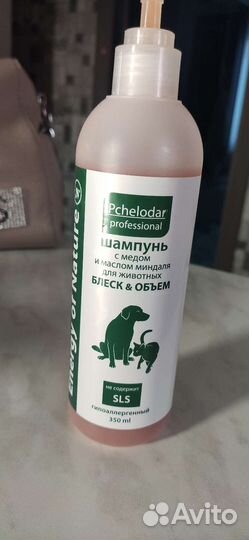 Pchelodar
professional
шампунь
с медом
и маслом миндаля
для животных
БЛЕСК & ОБЪЕМ
Energy of Nature
не содержит
SLS
гипоаллергенный
350 ml
Avito